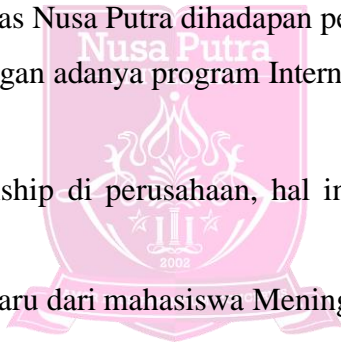 as Nusa Putra dihadapan pe
Nusa Putra
gan adanya program Intern
ship di perusahaan, hal in
2002
aru dari mahasiswa Mening